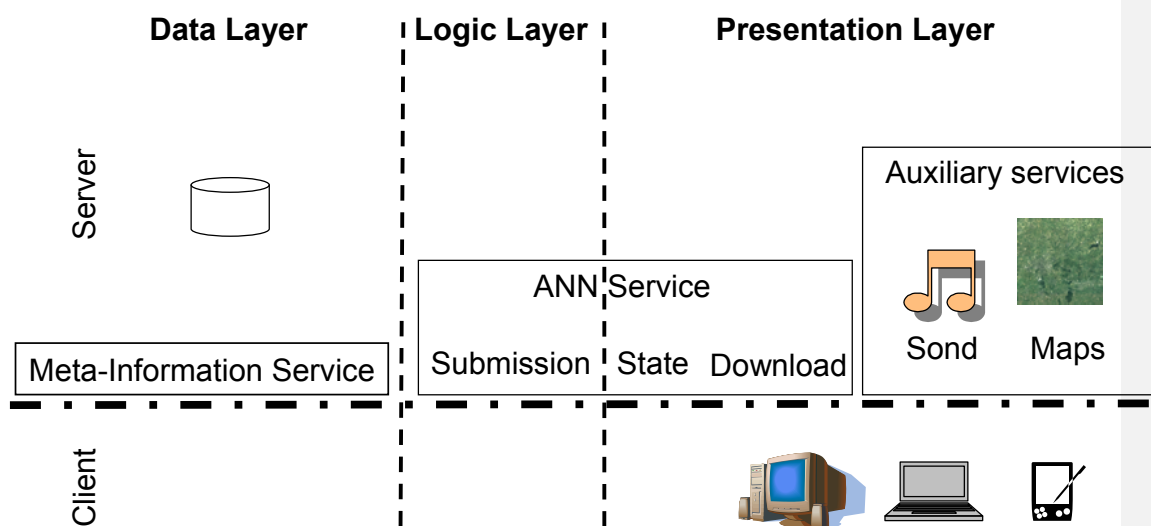 Data Layer
Logic Layer
Presentation Layer
Server
Auxiliary services
ANN Service
Sond
Maps
Meta-Information Service
Submission
State
Download
Client